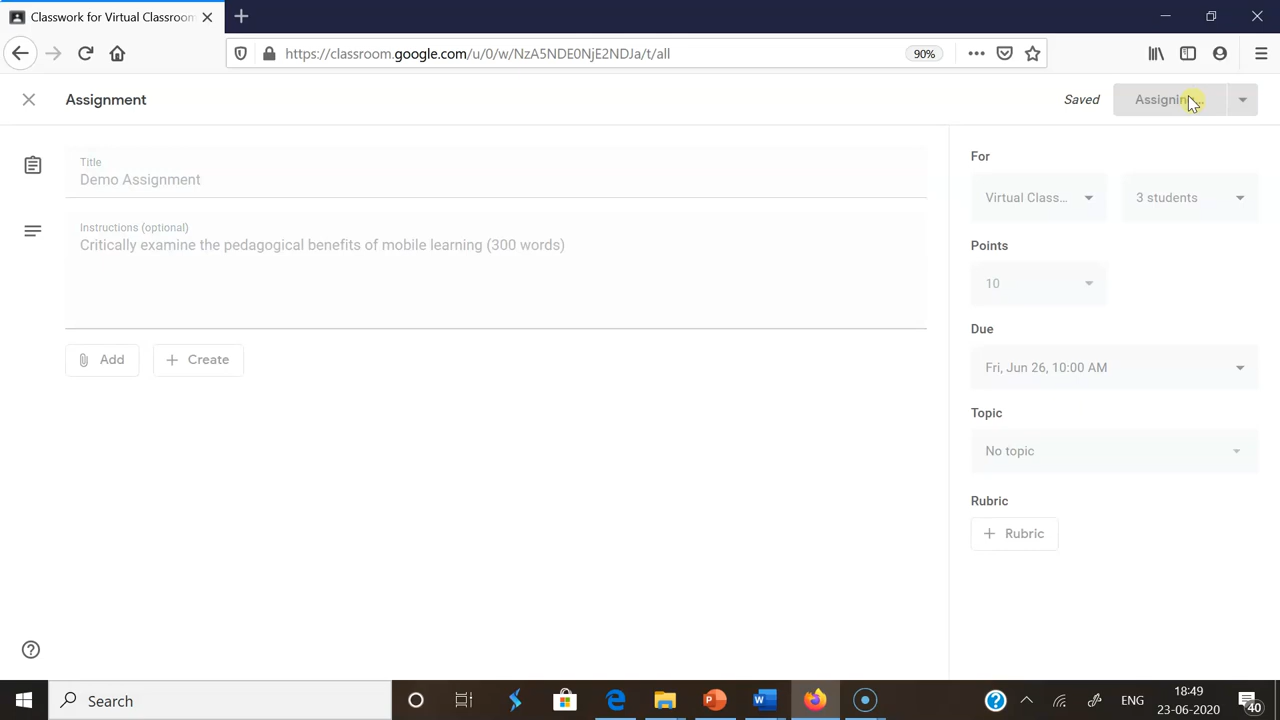 Classwork for Virtual Classroom
https://classroom.google.com/u/0/w/NzA5NDE0NjE2NDJa/t/all
90%
Assignment
Saved
Title
Demo Assignment
Instructions (optional)
Critically examine the pedagogical benefits of mobile learning (300 words)
Add
Create
For
Virtual Class...
3 students
Points
10
Due
Fri, Jun 26, 10:00 AM
Topic
No topic
Rubric
Rubric
Search
ENG
18:49
23-06-2020
40